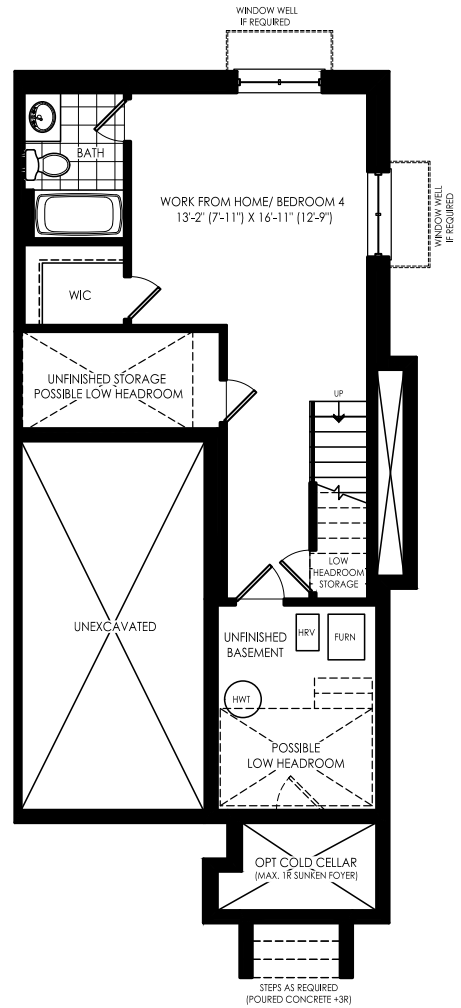 WINDOW WELL
IF REQUIRED
BATH
WORK FROM HOME/ BEDROOM 4
13'-2" (7'-11") X 16'-11" (12'-9")
WINDOW WELL
IF REQUIRED
WIC
UNFINISHED STORAGE
POSSIBLE LOW HEADROOM
UP
LOW
HEADROOM
STORAGE
UNEXCAVATED
UNFINISHED
BASEMENT
HRV
FURN
HWT
POSSIBLE
LOW HEADROOM
OPT COLD CELLAR
(MAX. 1R SUNKEN FOYER)
STEPS AS REQUIRED
(POURED CONCRETE +3R)